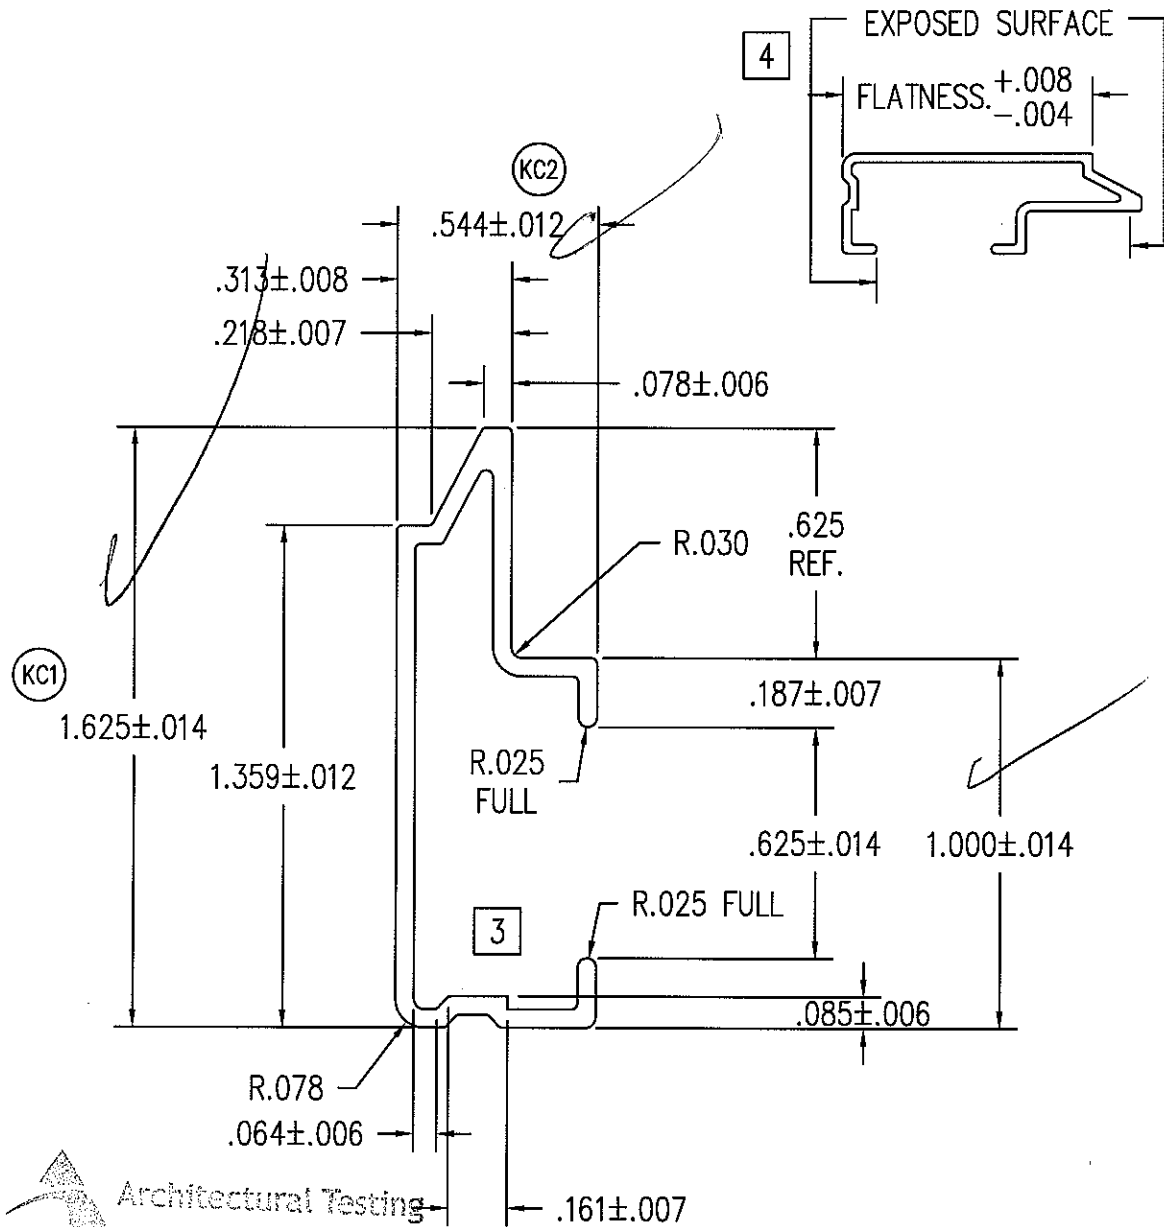 EXPOSED SURFACE
4
FLATNESS. +.008
-.004
KC2
.544±.012
.313±.008
.218±.007
.078±.006
.625
REF.
R.030
KC1
1.625±.014
.187±.007
1.359±.012
R.025
FULL
.625±.014
1.000±.014
R.025 FULL
3
.085±.006
R.078
.064±.006
Architectural Testing
.161±.007